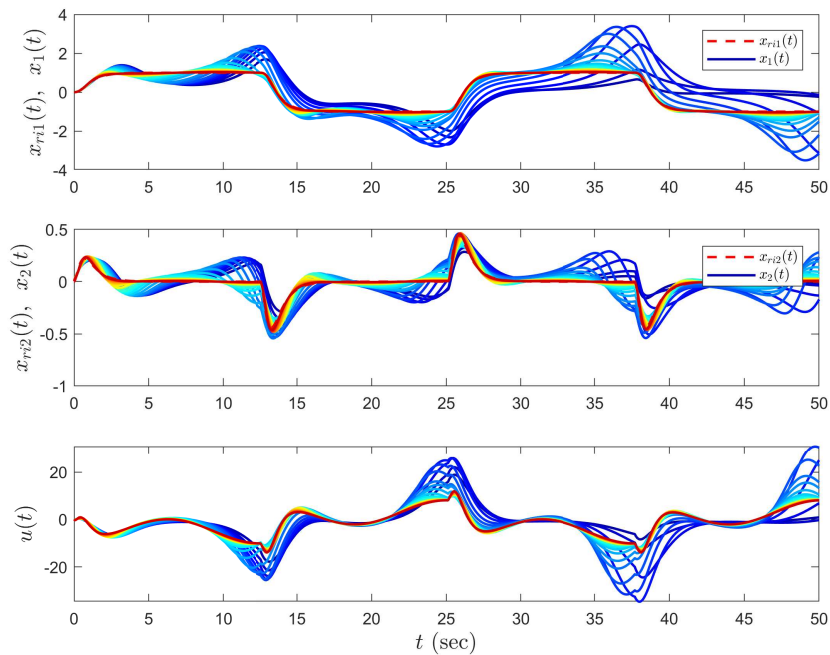 4
2
0
-2
-4
x_{ri1}(t), x_1(t)
x_{ri1}(t)
x_1(t)
0 5 10 15 20 25 30 35 40 45 50
0.5
0
-0.5
-1
x_{ri2}(t), x_2(t)
x_{ri2}(t)
x_2(t)
0 5 10 15 20 25 30 35 40 45 50
20
0
-20
u(t)
0 5 10 15 20 25 30 35 40 45 50
t (sec)